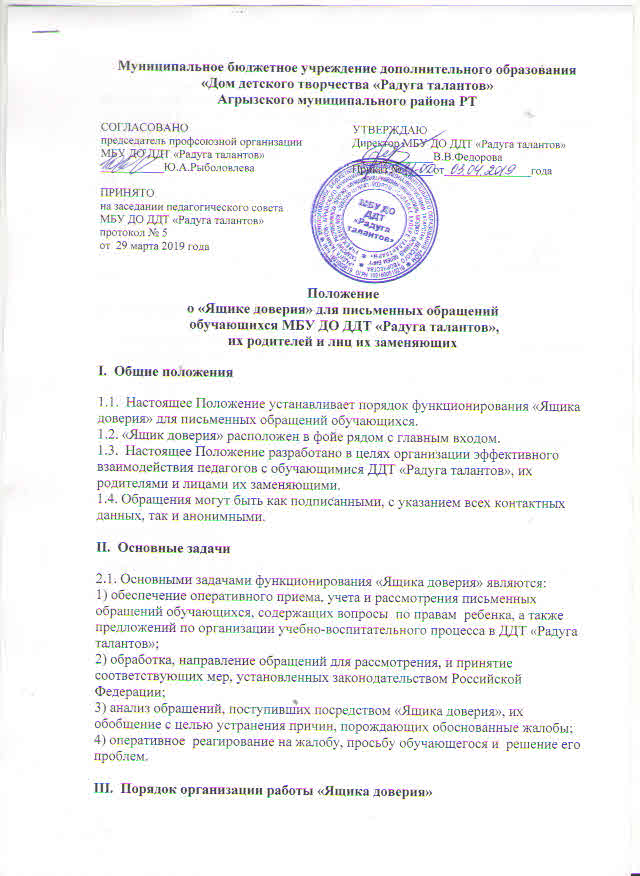 Муниципальное бюджетное учреждение дополнительного образования
«Дом детского творчества «Радуга талантов»
Агрызского муниципального района РТ
СОГЛАСОВАНО
председатель профсоюзной организации
МБУ ДО ДДТ «Радуга талантов»
Ю.А.Рыболовлева
УТВЕРЖДАЮ
Директор МБУ ДО ДДТ «Радуга талантов»
В.В.Федорова
Приказ № от 03.04.2019 года
ПРИНЯТО
на заседании педагогического совета
МБУ ДО ДДТ «Радуга талантов»
протокол № 5
от 29 марта 2019 года
МБУ ДО
ДДТ
«Радуга
талантов»
Положение
о «Ящике доверия» для письменных обращений
обучающихся МБУ ДО ДДТ «Радуга талантов»,
их родителей и лиц их заменяющих
I. Общие положения
1.1. Настоящее Положение устанавливает порядок функционирования «Ящика
доверия» для письменных обращений обучающихся.
1.2. «Ящик доверия» расположен в фойе рядом с главным входом.
1.3. Настоящее Положение разработано в целях организации эффективного
взаимодействия педагогов с обучающимися ДДТ «Радуга талантов», их
родителями и лицами их заменяющими.
1.4. Обращения могут быть как подписанными, с указанием всех контактных
данных, так и анонимными.
II. Основные задачи
2.1. Основными задачами функционирования «Ящика доверия» являются:
1) обеспечение оперативного приема, учета и рассмотрения письменных
обращений обучающихся, содержащих вопросы по правам ребенка, а также
предложений по организации учебно-воспитательного процесса в ДДТ «Радуга
талантов»;
2) обработка, направление обращений для рассмотрения, и принятие
соответствующих мер, установленных законодательством Российской
Федерации;
3) анализ обращений, поступивших посредством «Ящика доверия», их
обобщение с целью устранения причин, порождающих обоснованные жалобы;
4) оперативное реагирование на жалобу, просьбу обучающегося и решение его
проблем.
III. Порядок организации работы «Ящика доверия»